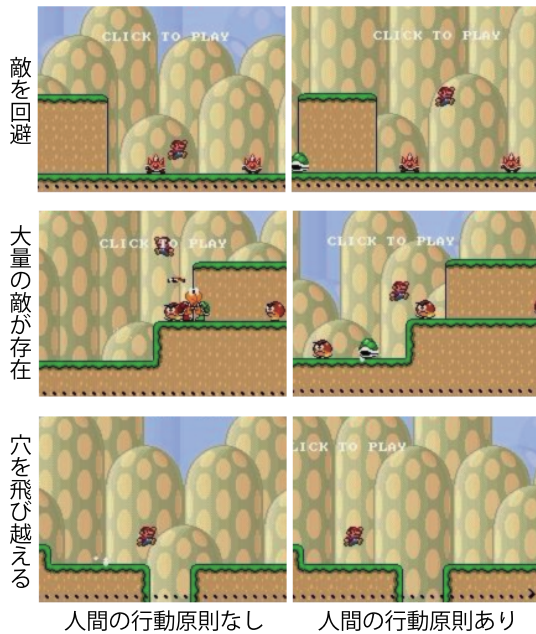 敵を回避
CLICK TO PLAY
CLICK TO PLAY
大量の敵が存在
CLICK TO PLAY
CLICK TO PLAY
穴を飛び越える
LICK TO PLAY
人間の行動原則なし
人間の行動原則あり